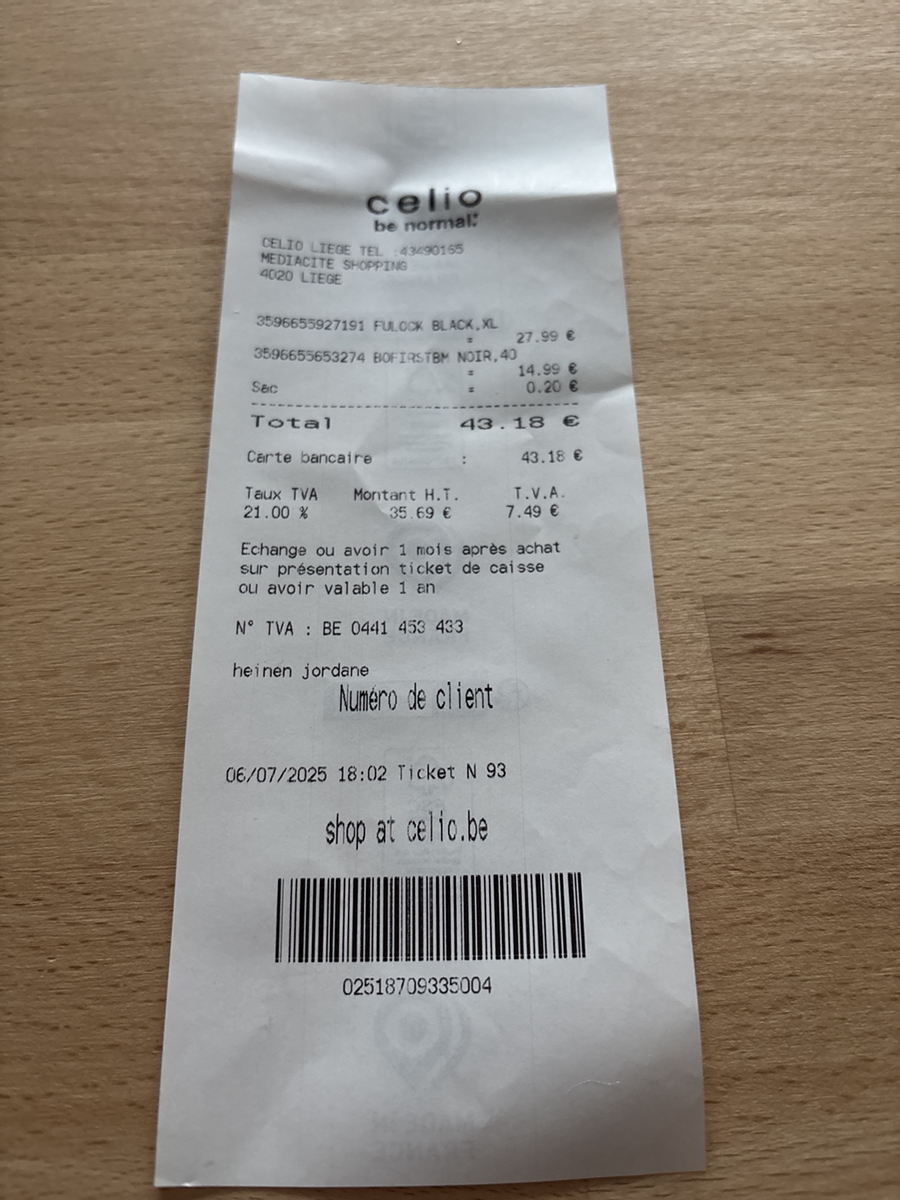 celio
be normal:
CELIO LIEGE TEL :43490165
MEDIACITE SHOPPING
4020 LIEGE
3596655927191 FULOCK BLACK,XL
= 27.99 €
3596655653274 BOFIRSTBM NOIR,40
= 14.99 €
Sac = 0.20 €
Total 43.18 €
Carte bancaire : 43.18 €
Taux TVA Montant H.T. T.V.A.
21.00 % 35.69 € 7.49 €
Echange ou avoir 1 mois après achat
sur présentation ticket de caisse
ou avoir valable 1 an
N° TVA : BE 0441 453 433
heinen jordane
Numéro de client
06/07/2025 18:02 Ticket N 93
shop at celio.be
02518709335004
MADE IN
FRANCE